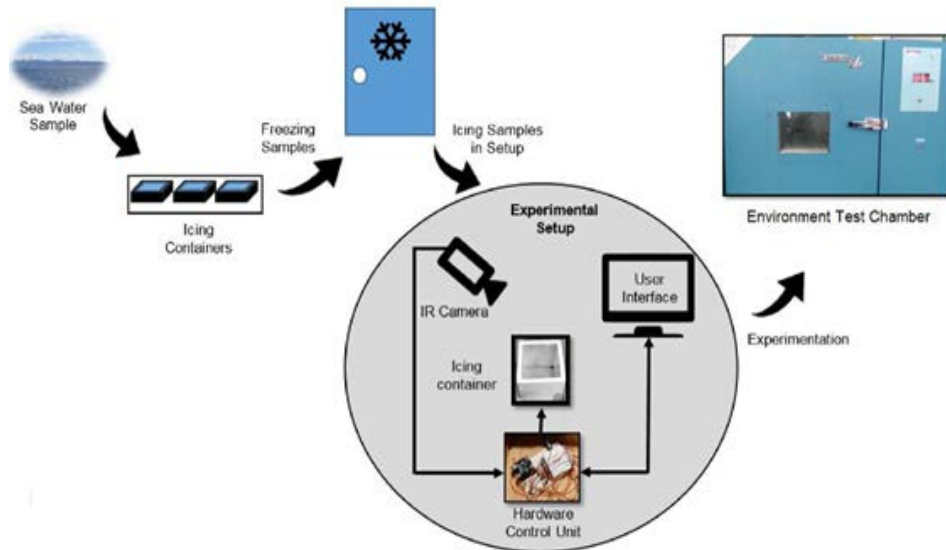 Sea Water
Sample
Icing
Containers
Freezing
Samples
Icing Samples
in Setup
Experimental
Setup
IR Camera
User
Interface
Icing
container
Hardware
Control Unit
Experimentation
Environment Test Chamber